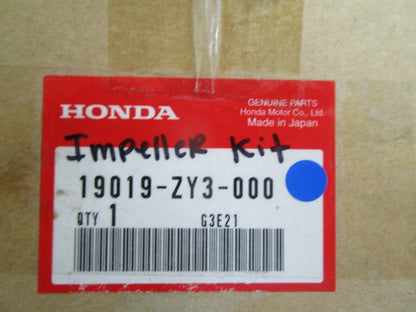 HONDA
GENUINE PARTS
Honda Motor Co., Ltd.
Made in Japan
Impeller Kit
19019-ZY3-000
QTY 1 G3E21